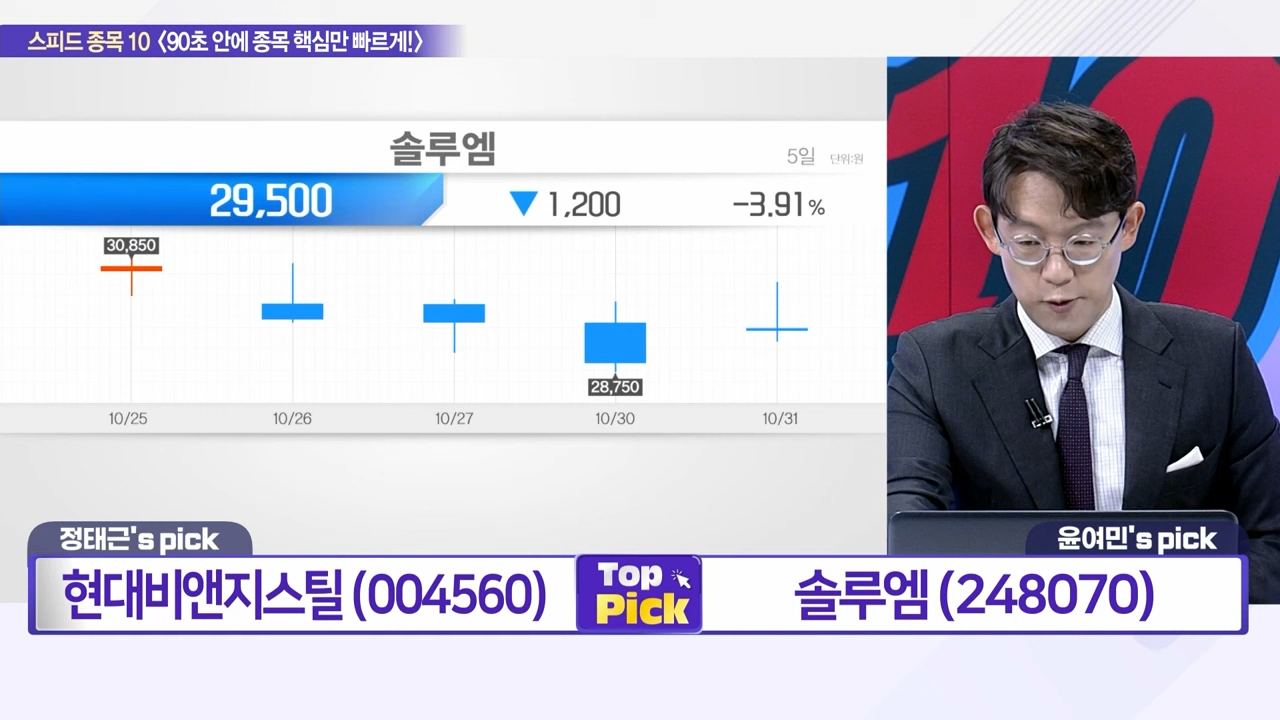 스피드 종목 10 〈90초 안에 종목 핵심만 빠르게!〉
솔루엠
5일 단위:원
29,500 ▼ 1,200 -3.91%
30,850
28,750
10/25 10/26 10/27 10/30 10/31
정태근's pick
윤여민's pick
현대비앤지스틸 (004560)
Top Pick
솔루엠 (248070)